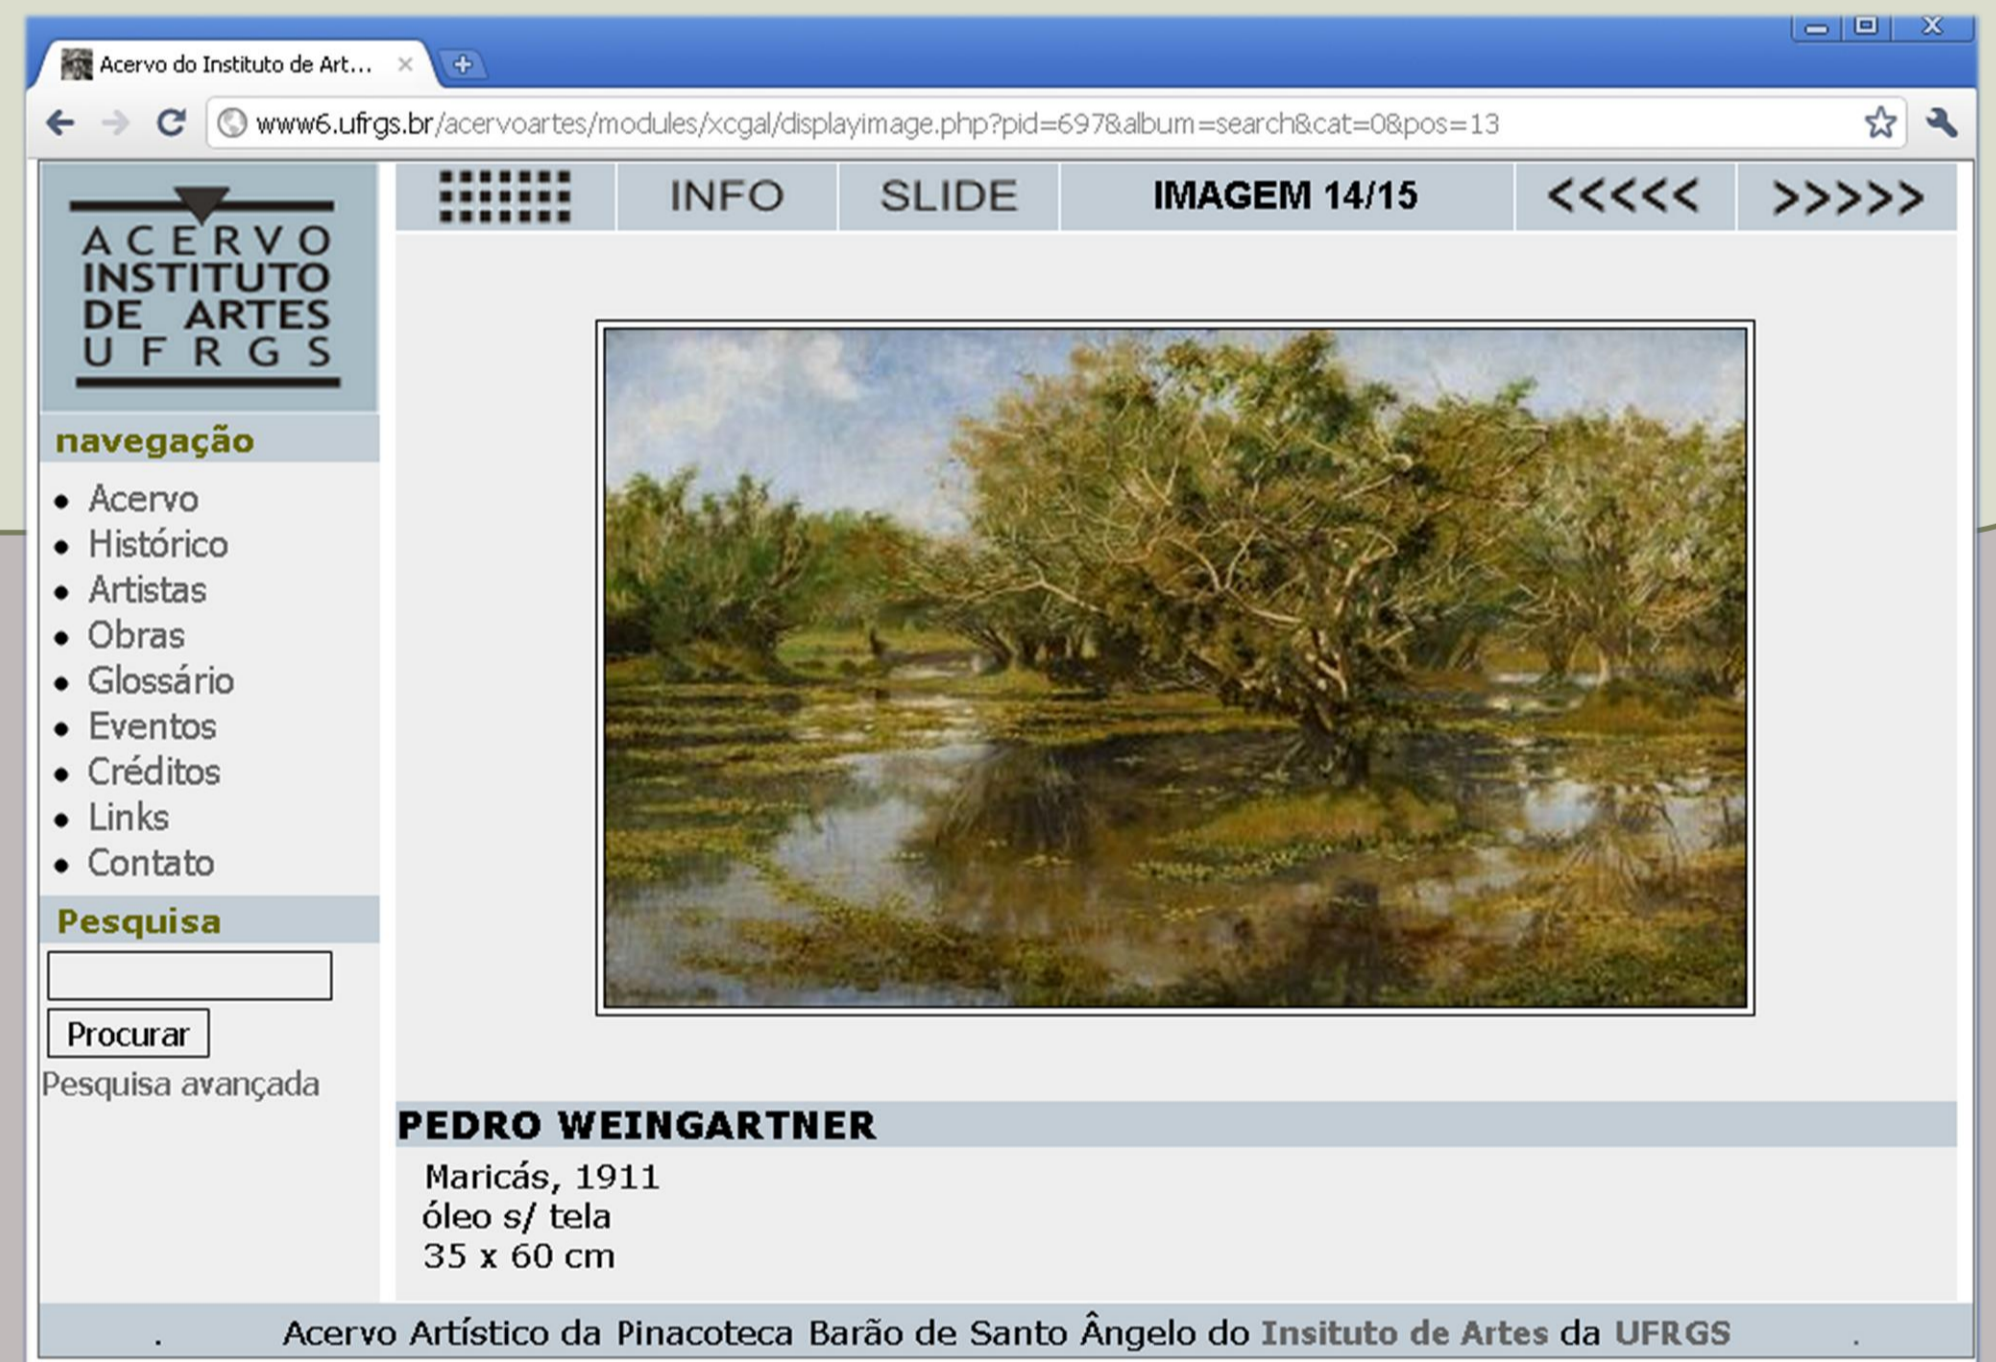 Acervo do Instituto de Art...
www6.ufrgs.br/acervoartes/modules/xcgal/displayimage.php?pid=697&album=search&cat=0&pos=13
ACERVO
INSTITUTO
DE ARTES
UFRGS
INFO
SLIDE
IMAGEM 14/15
<<<<<
>>>>>
navegação
Acervo
Histórico
Artistas
Obras
Glossário
Eventos
Créditos
Links
Contato
Pesquisa
Procurar
Pesquisa avançada
PEDRO WEINGARTNER
Maricás, 1911
óleo s/ tela
35 x 60 cm
. Acervo Artístico da Pinacoteca Barão de Santo Ângelo do Insituto de Artes da UFRGS .